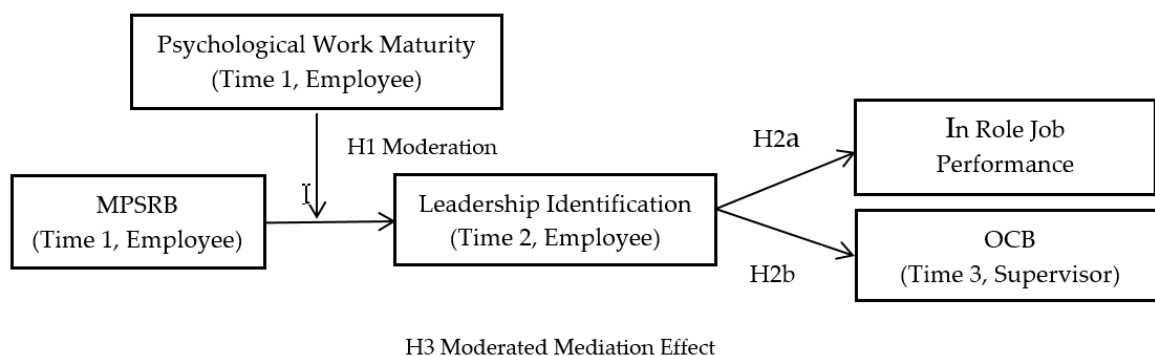 Psychological Work Maturity
(Time 1, Employee)
H1 Moderation
MPSRB
(Time 1, Employee)
Leadership Identification
(Time 2, Employee)
H2a
In Role Job
Performance
H2b
OCB
(Time 3, Supervisor)
H3 Moderated Mediation Effect